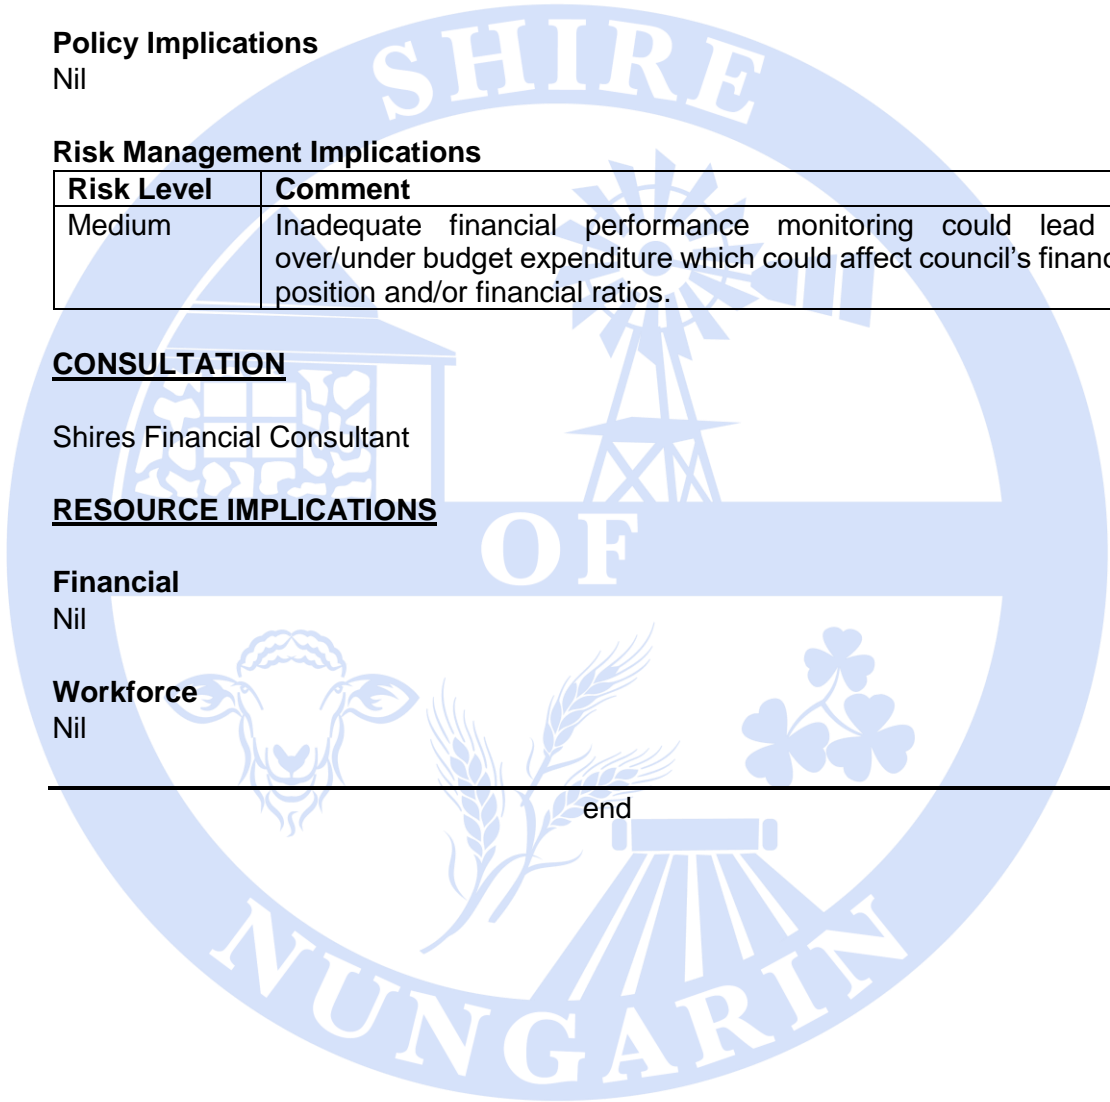 SHIRE
Policy Implications
Nil
Risk Management Implications
Risk Level Comment
Medium Inadequate financial performance monitoring could lead
over/under budget expenditure which could affect council's financ
position and/or financial ratios.
CONSULTATION
Shires Financial Consultant
RESOURCE IMPLICATIONS
OF
Financial
Nil
Workforce
Nil
end
NUNGARIN